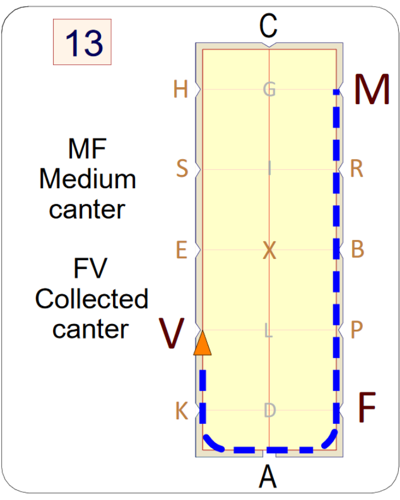 13
C
H G M
MF
Medium
canter
S I R
E X B
FV
Collected
canter
V L P
K D F
A